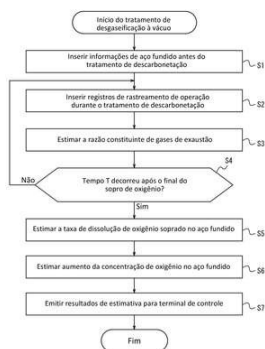 Início do tratamento de
desgaseificação à vácuo
Inserir informações de aço fundido antes do
tratamento de descarbonetação
S1
Inserir registros de rastreamento de operação
durante o tratamento de descarbonetação
S2
Estimar a razão constituinte de gases de exaustão
S3
S4
Tempo T decorreu após o final do
sopro de oxigênio?
Não
Sim
Estimar a taxa de dissolução de oxigênio soprado no aço fundido
S5
Estimar aumento da concentração de oxigênio no aço fundido
S6
Emitir resultados de estimativa para terminal de controle
S7
Fim